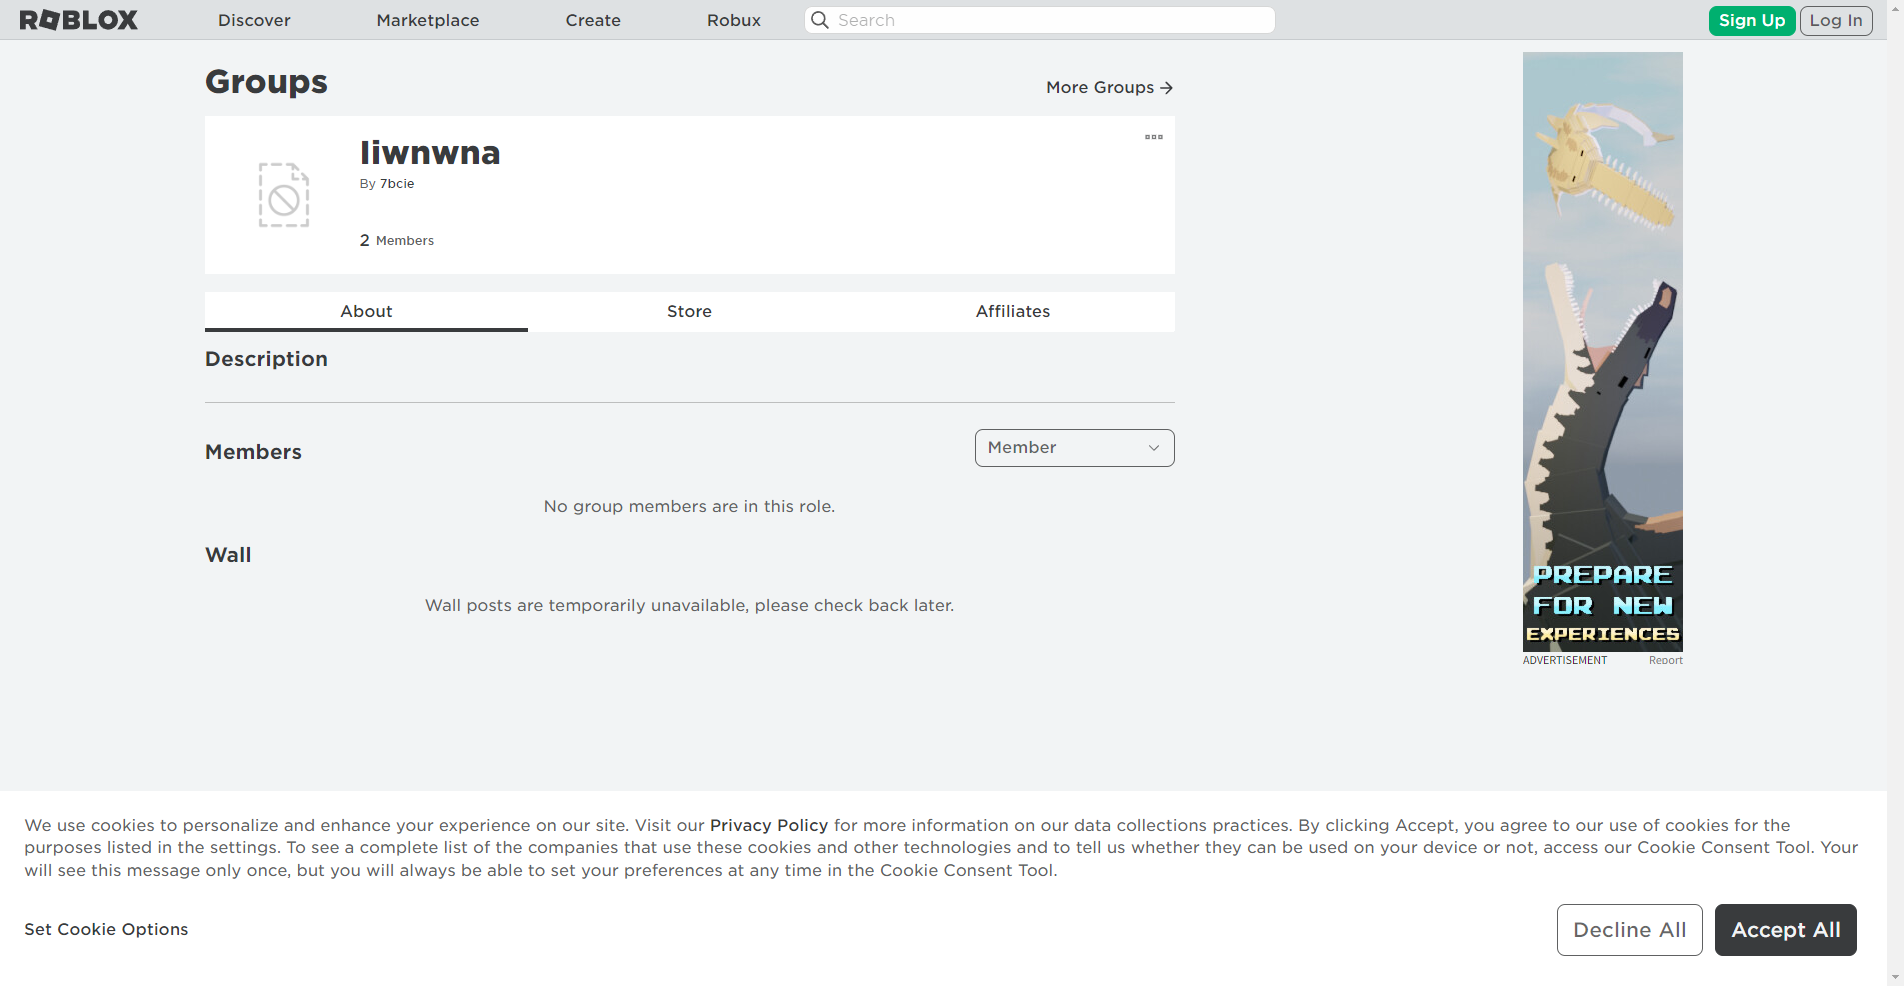 ROBLOX
Discover
Marketplace
Create
Robux
Search
Sign Up
Log In
Groups
More Groups →
Iiwnwna
By 7bcie
2 Members
About
Store
Affiliates
Description
Members
Member
No group members are in this role.
Wall
Wall posts are temporarily unavailable, please check back later.
PREPARE
FOR NEW
EXPERIENCES
ADVERTISEMENT
Report
We use cookies to personalize and enhance your experience on our site. Visit our Privacy Policy for more information on our data collections practices. By clicking Accept, you agree to our use of cookies for the
purposes listed in the settings. To see a complete list of the companies that use these cookies and other technologies and to tell us whether they can be used on your device or not, access our Cookie Consent Tool. Your
will see this message only once, but you will always be able to set your preferences at any time in the Cookie Consent Tool.
Set Cookie Options
Decline All
Accept All